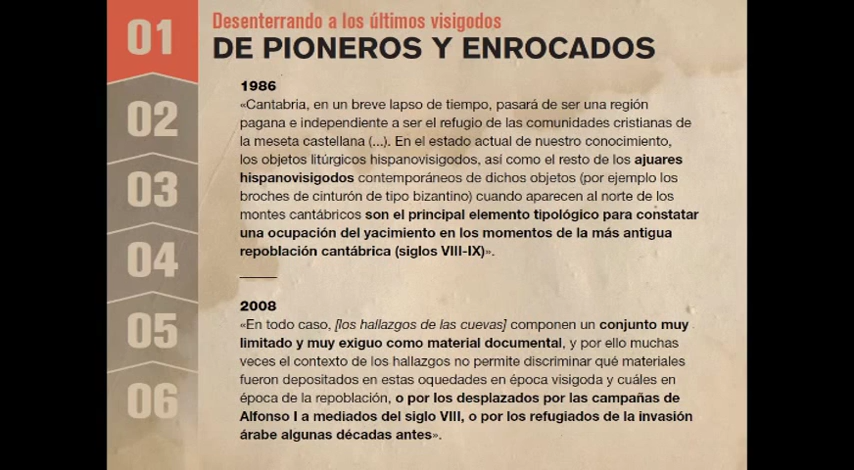 01
Desenterrando a los últimos visigodos
DE PIONEROS Y ENROCADOS
02
03
04
05
06
1986
«Cantabria, en un breve lapso de tiempo, pasará de ser una región
pagana e independiente a ser el refugio de las comunidades cristianas de
la meseta castellana (...). En el estado actual de nuestro conocimiento,
los objetos litúrgicos hispanovisigodos, así como el resto de los ajuares
hispanovisigodos contemporáneos de dichos objetos (por ejemplo los
broches de cinturón de tipo bizantino) cuando aparecen al norte de los
montes cantábricos son el principal elemento tipológico para constatar
una ocupación del yacimiento en los momentos de la más antigua
repoblación cantábrica (siglos VIII-IX)».
2008
«En todo caso, [los hallazgos de las cuevas] componen un conjunto muy
limitado y muy exiguo como material documental, y por ello muchas
veces el contexto de los hallazgos no permite discriminar qué materiales
fueron depositados en estas oquedades en época visigoda y cuáles en
época de la repoblación, o por los desplazados por las campañas de
Alfonso I a mediados del siglo VIII, o por los refugiados de la invasión
árabe algunas décadas antes».